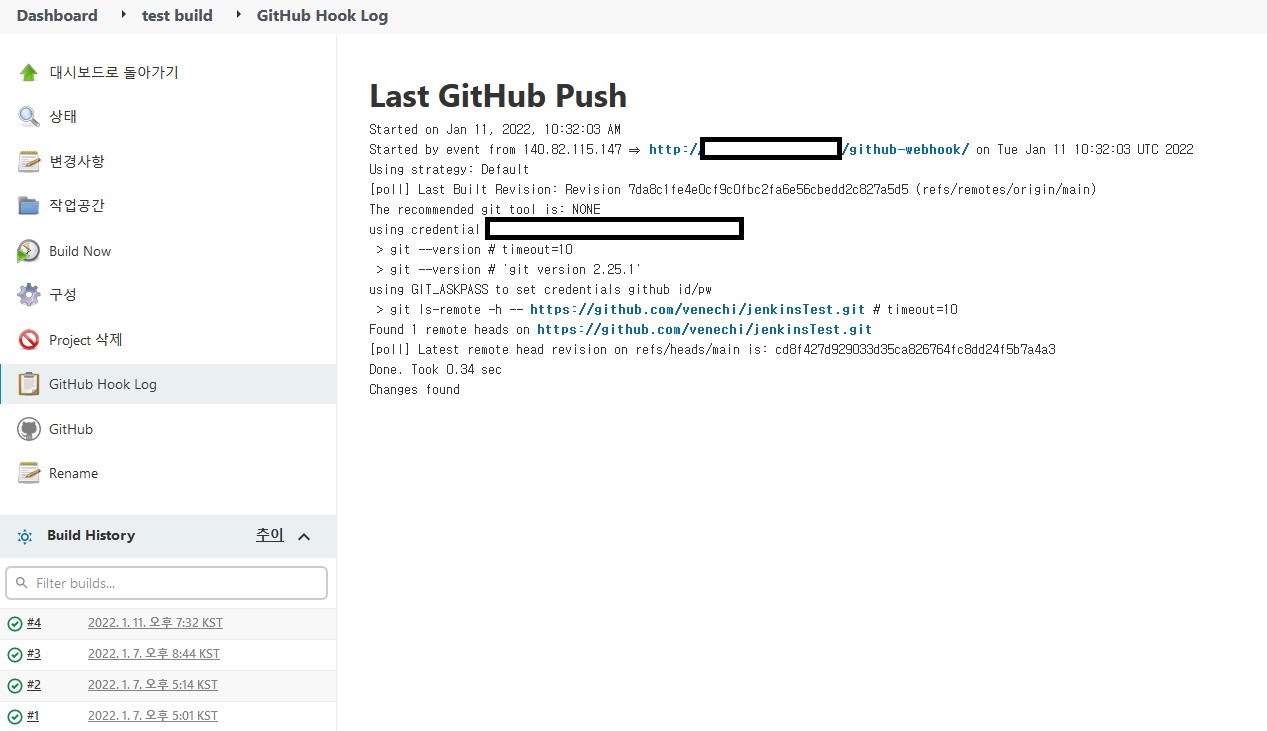 Dashboard test build GitHub Hook Log
대시보드로 돌아가기
상태
변경사항
작업공간
Build Now
구성
Project 삭제
GitHub Hook Log
GitHub
Rename
Build History 추이
Filter builds...
#4 2022. 1. 11. 오후 7:32 KST
#3 2022. 1. 7. 오후 8:44 KST
#2 2022. 1. 7. 오후 5:14 KST
#1 2022. 1. 7. 오후 5:01 KST
Last GitHub Push
Started on Jan 11, 2022, 10:32:03 AM
Started by event from 140.82.115.147 ⇒ http:/ /github-webhook/ on Tue Jan 11 10:32:03 UTC 2022
Using strategy: Default
[poll] Last Built Revision: Revision 7da8c1fe4e0cf9c0fbc2fa6e56cbedd2c827a5d5 (refs/remotes/origin/main)
The recommended git tool is: NONE
using credential
> git --version # timeout=10
> git --version # 'git version 2.25.1'
using GIT_ASKPASS to set credentials github id/pw
> git ls-remote -h -- https://github.com/venechi/jenkinsTest.git # timeout=10
Found 1 remote heads on https://github.com/venechi/jenkinsTest.git
[poll] Latest remote head revision on refs/heads/main is: cd8f427d929033d35ca826764fc8dd24f5b7a4a3
Done. Took 0.34 sec
Changes found